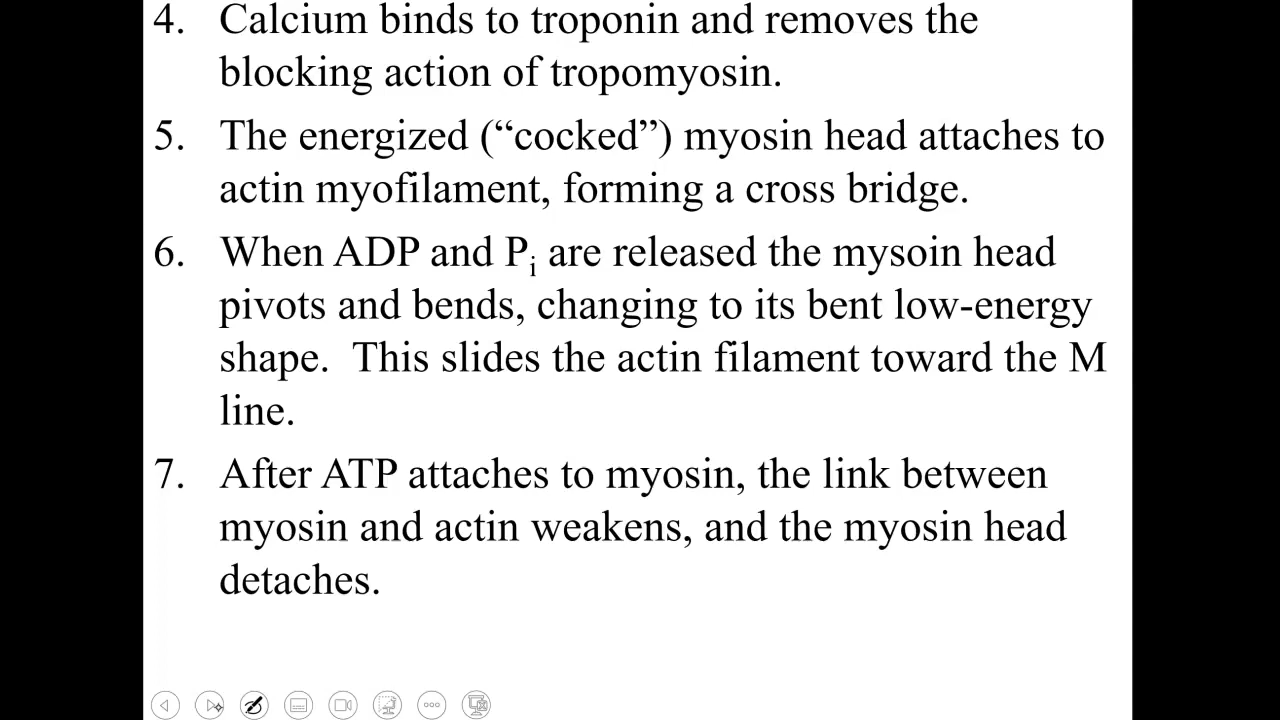 4. Calcium binds to troponin and removes the
blocking action of tropomyosin.
5. The energized (“cocked”) myosin head attaches to
actin myofilament, forming a cross bridge.
6. When ADP and Pi are released the mysoin head
pivots and bends, changing to its bent low-energy
shape.  This slides the actin filament toward the M
line.
7. After ATP attaches to myosin, the link between
myosin and actin weakens, and the myosin head
detaches.